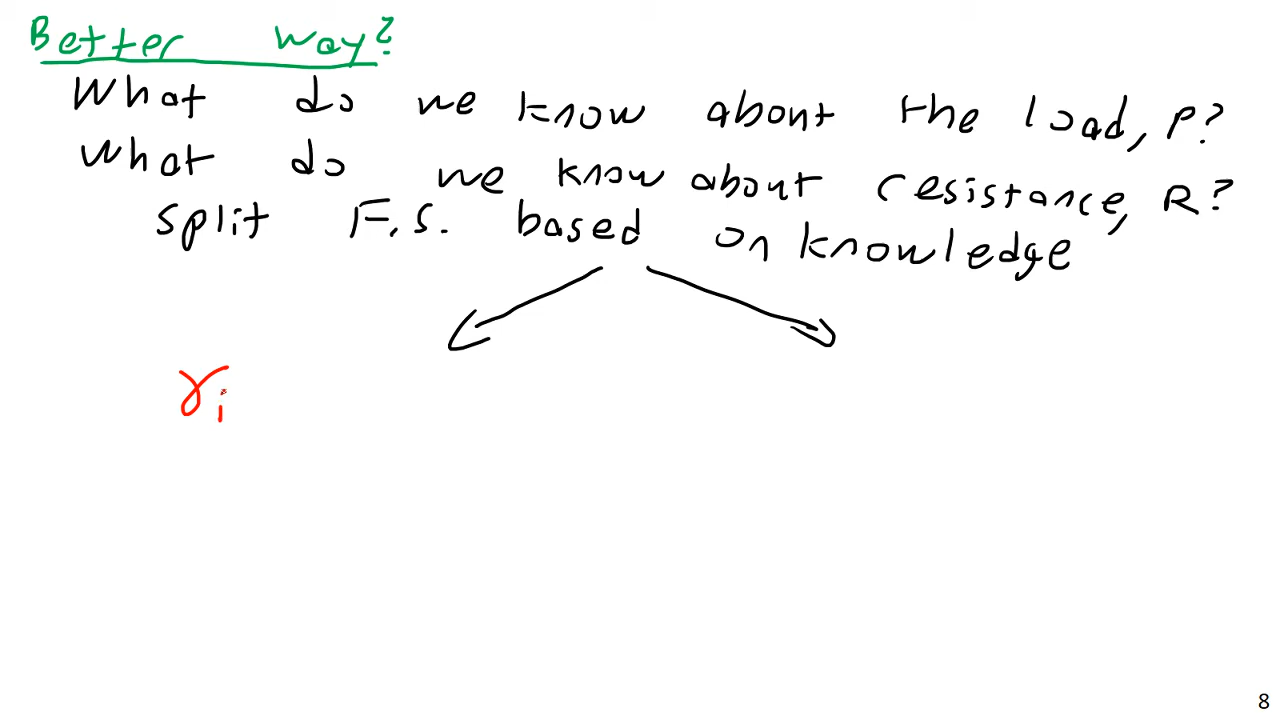 Better way?
What do we know about the load, P?
What do we know about resistance, R?
split F.S. based on knowledge
γi
8